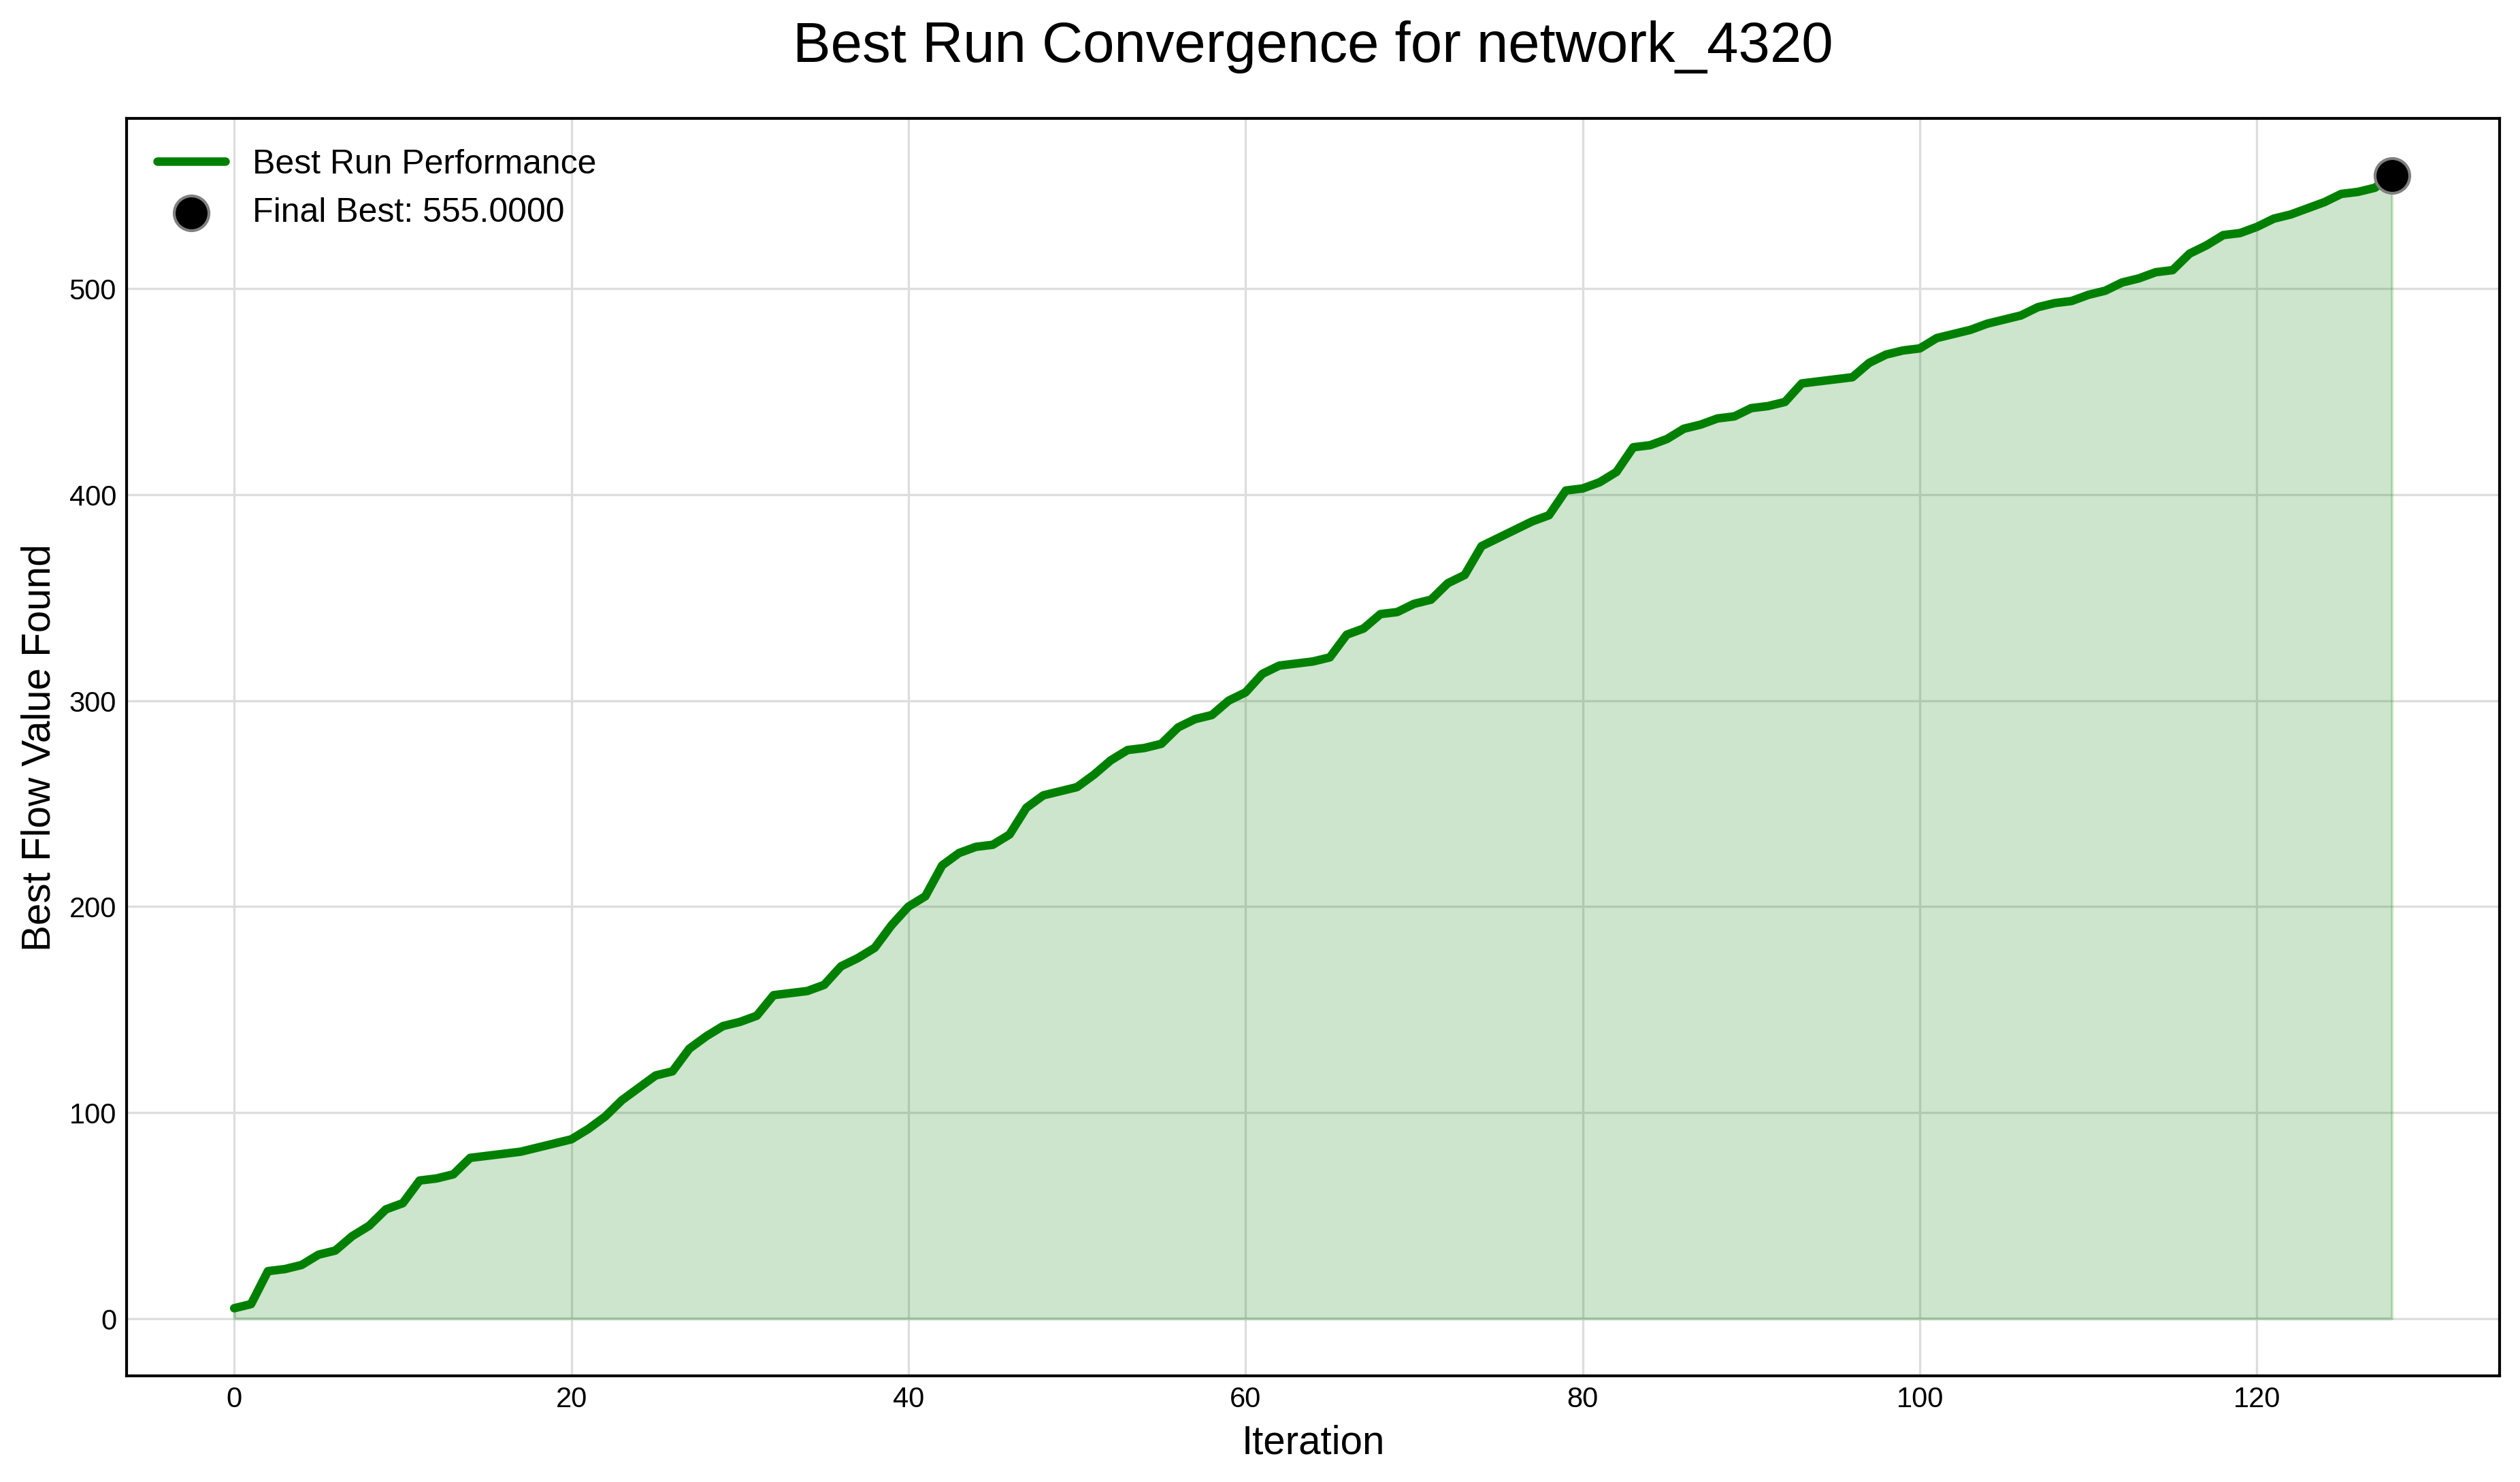 Best Run Convergence for network_4320
Best Run Performance
Final Best: 555.0000
Best Flow Value Found
500
400
300
200
100
0
0 20 40 60 80 100 120
Iteration